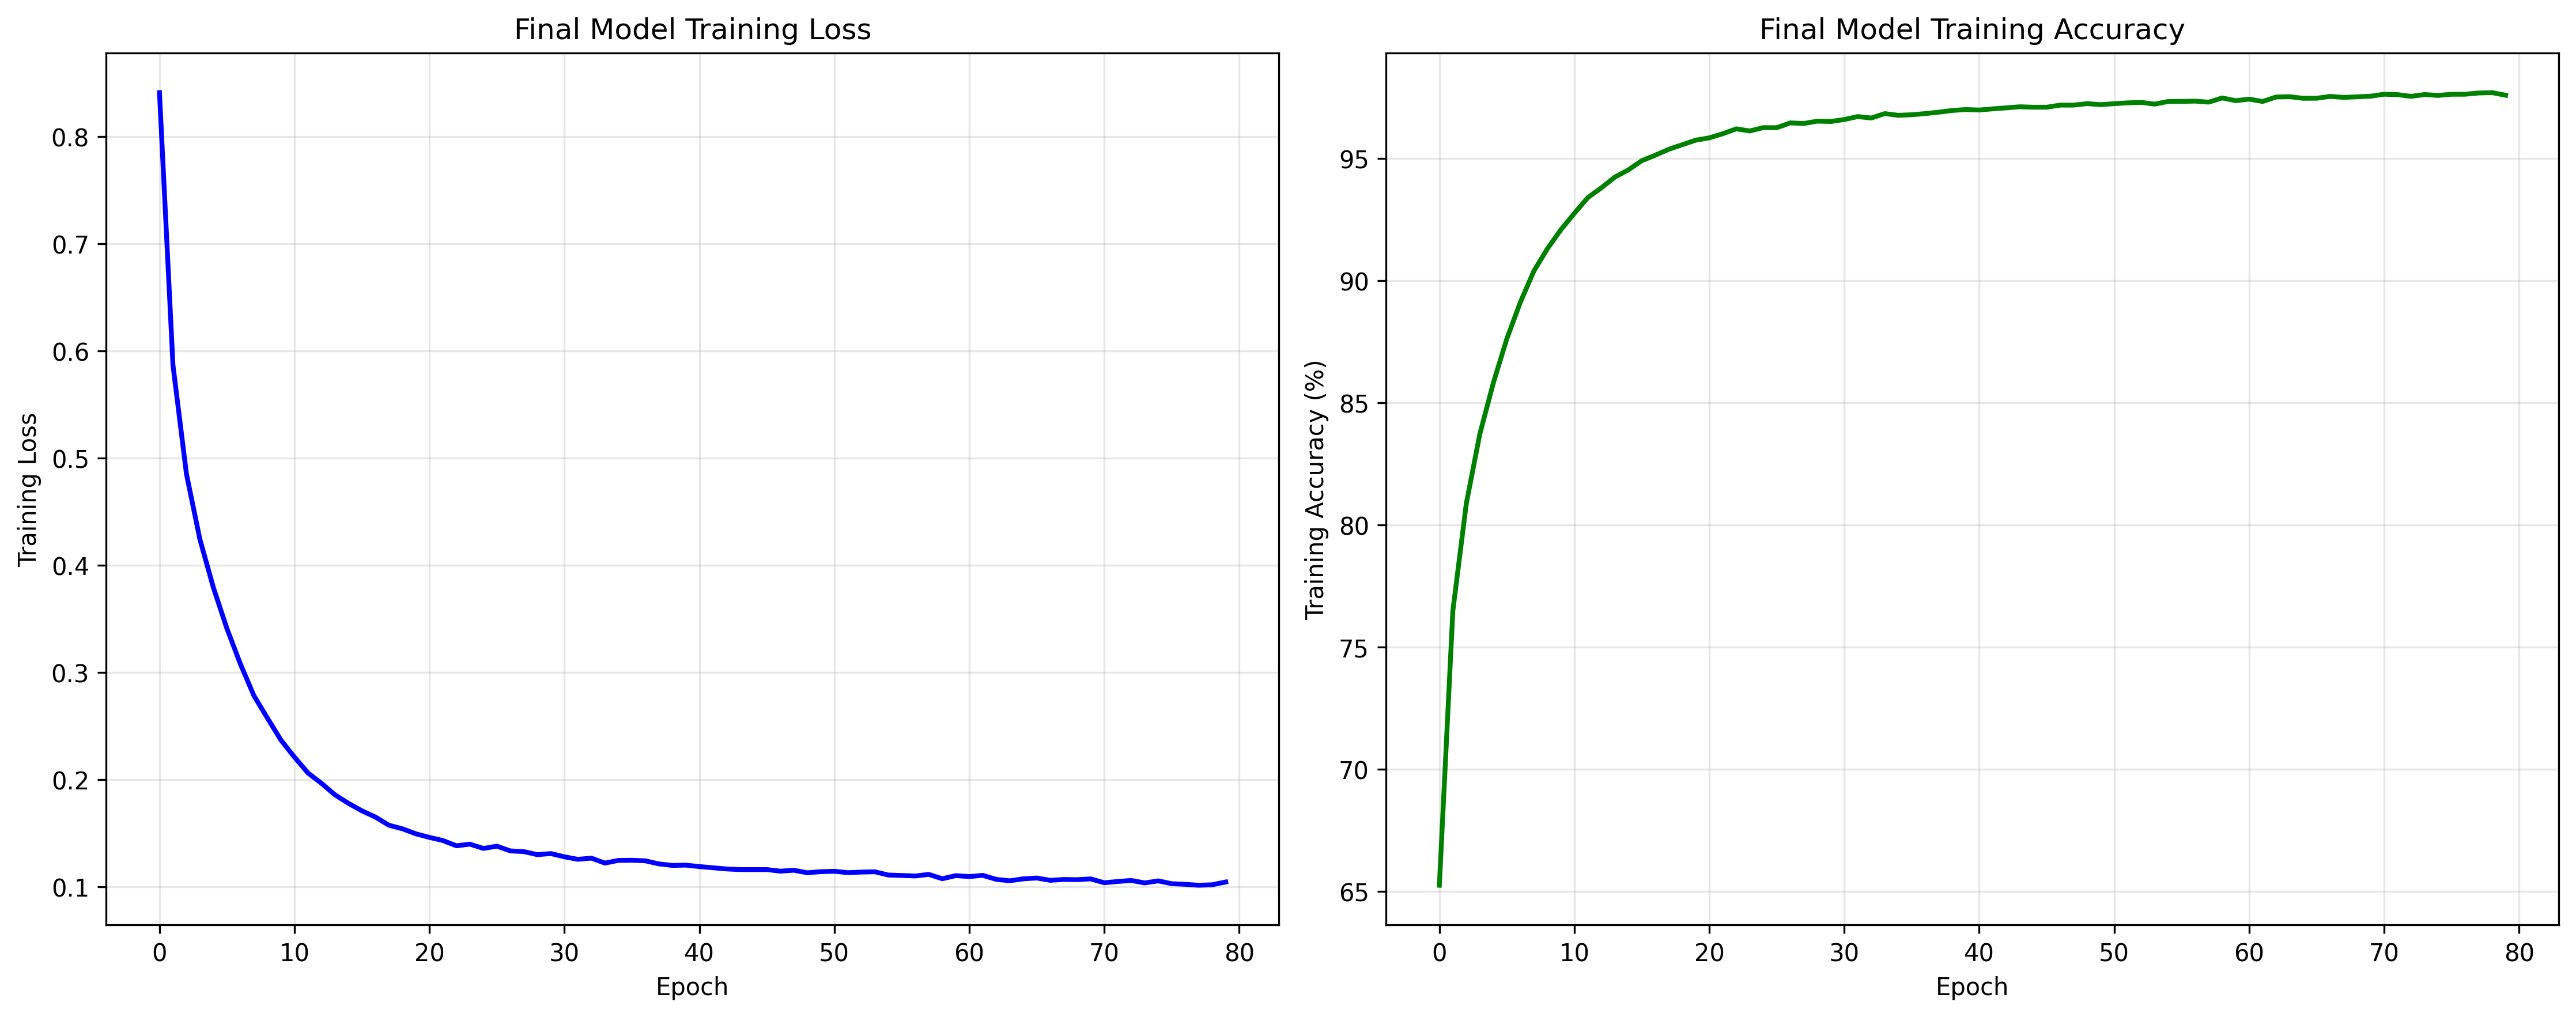 Final Model Training Loss
0.8
0.7
0.6
0.5
0.4
0.3
0.2
0.1
Training Loss
0 10 20 30 40 50 60 70 80
Epoch
Final Model Training Accuracy
95
90
85
80
75
70
65
Training Accuracy (%)
0 10 20 30 40 50 60 70 80
Epoch